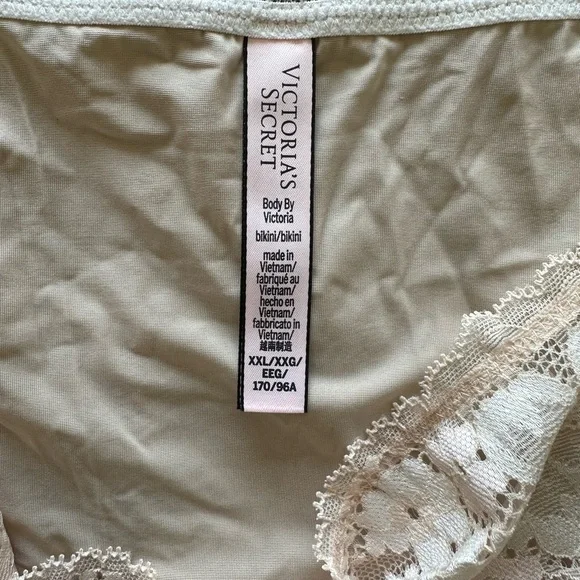 VICTORIA'S
SECRET
Body By
Victoria
bikini/bikini
made in
Vietnam/
fabriqué au
Vietnam/
hecho en
Vietnam/
fabbricato in
Vietnam/
越南制造
XXL/XXG/
EEG/
170/96A